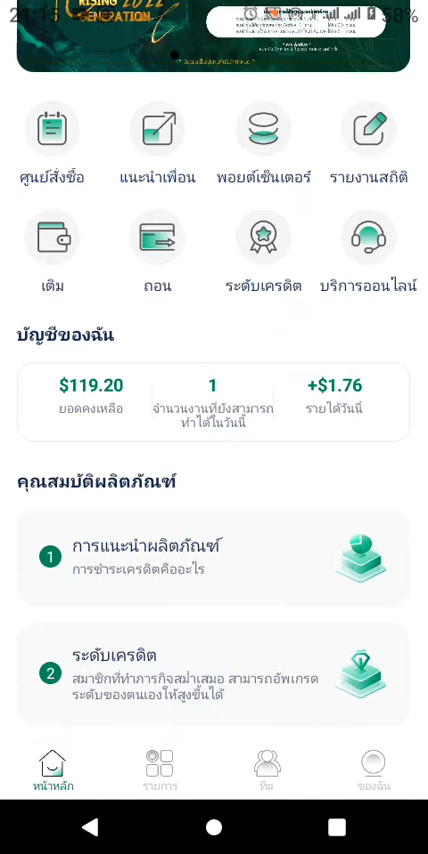 21:15
58%
RISING 2022
GENERATION
ศูนย์สั่งซื้อ
แนะนำเพื่อน
พอยต์เซ็นเตอร์
รายงานสถิติ
เติม
ถอน
ระดับเครดิต
บริการออนไลน์
บัญชีของฉัน
$119.20
1
+$1.76
ยอดคงเหลือ
จำนวนงานที่ยังสามารถ
ทำได้ในวันนี้
รายได้วันนี้
คุณสมบัติผลิตภัณฑ์
1
การแนะนำผลิตภัณฑ์
การชำระเครดิตคืออะไร
2
ระดับเครดิต
สมาชิกที่ทำภารกิจสม่ำเสมอ สามารถอัพเกรด
ระดับของตนเองให้สูงขึ้นได้
หน้าหลัก
รายการ
ทีม
ของฉัน